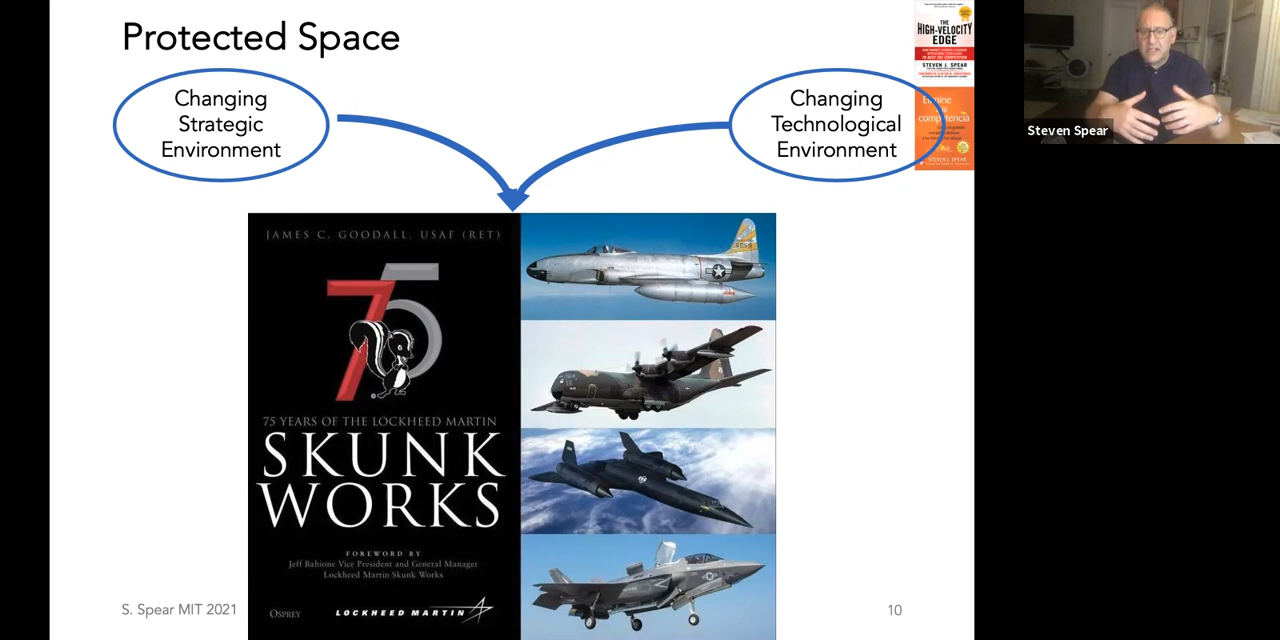 Protected Space
Changing
Strategic
Environment
Changing
Technological
Environment
THE
HIGH-VELOCITY
EDGE
STEVEN J. SPEAR
Elimine
la
competencia
STEVEN J. SPEAR
Steven Spear
JAMES C. GOODALL, USAF (RET)
75
75 YEARS OF THE LOCKHEED MARTIN
SKUNK
WORKS
FOREWORD BY
Jeff Babione Vice President and General Manager
Lockheed Martin Skunk Works
OSPREY
LOCKHEED MARTIN
S. Spear MIT 2021
10